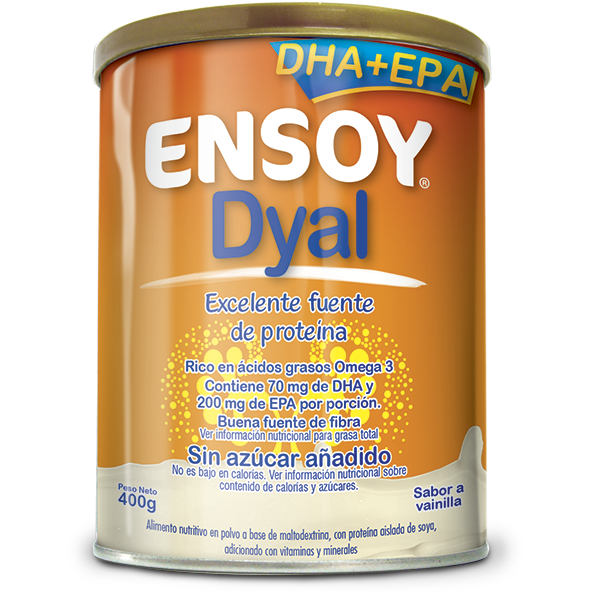 DHA+EPA
ENSOY®
Dyal
Excelente fuente
de proteína
Rico en ácidos grasos Omega 3
Contiene 70 mg de DHA y
200 mg de EPA por porción.
Buena fuente de fibra
Ver información nutricional para grasa total
Sin azúcar añadido
No es bajo en calorías. Ver información nutricional sobre
contenido de calorías y azúcares.
Peso Neto
400g
Sabor a
vainilla
Alimento nutritivo en polvo a base de maltodextrina, con proteína aislada de soya,
adicionado con vitaminas y minerales